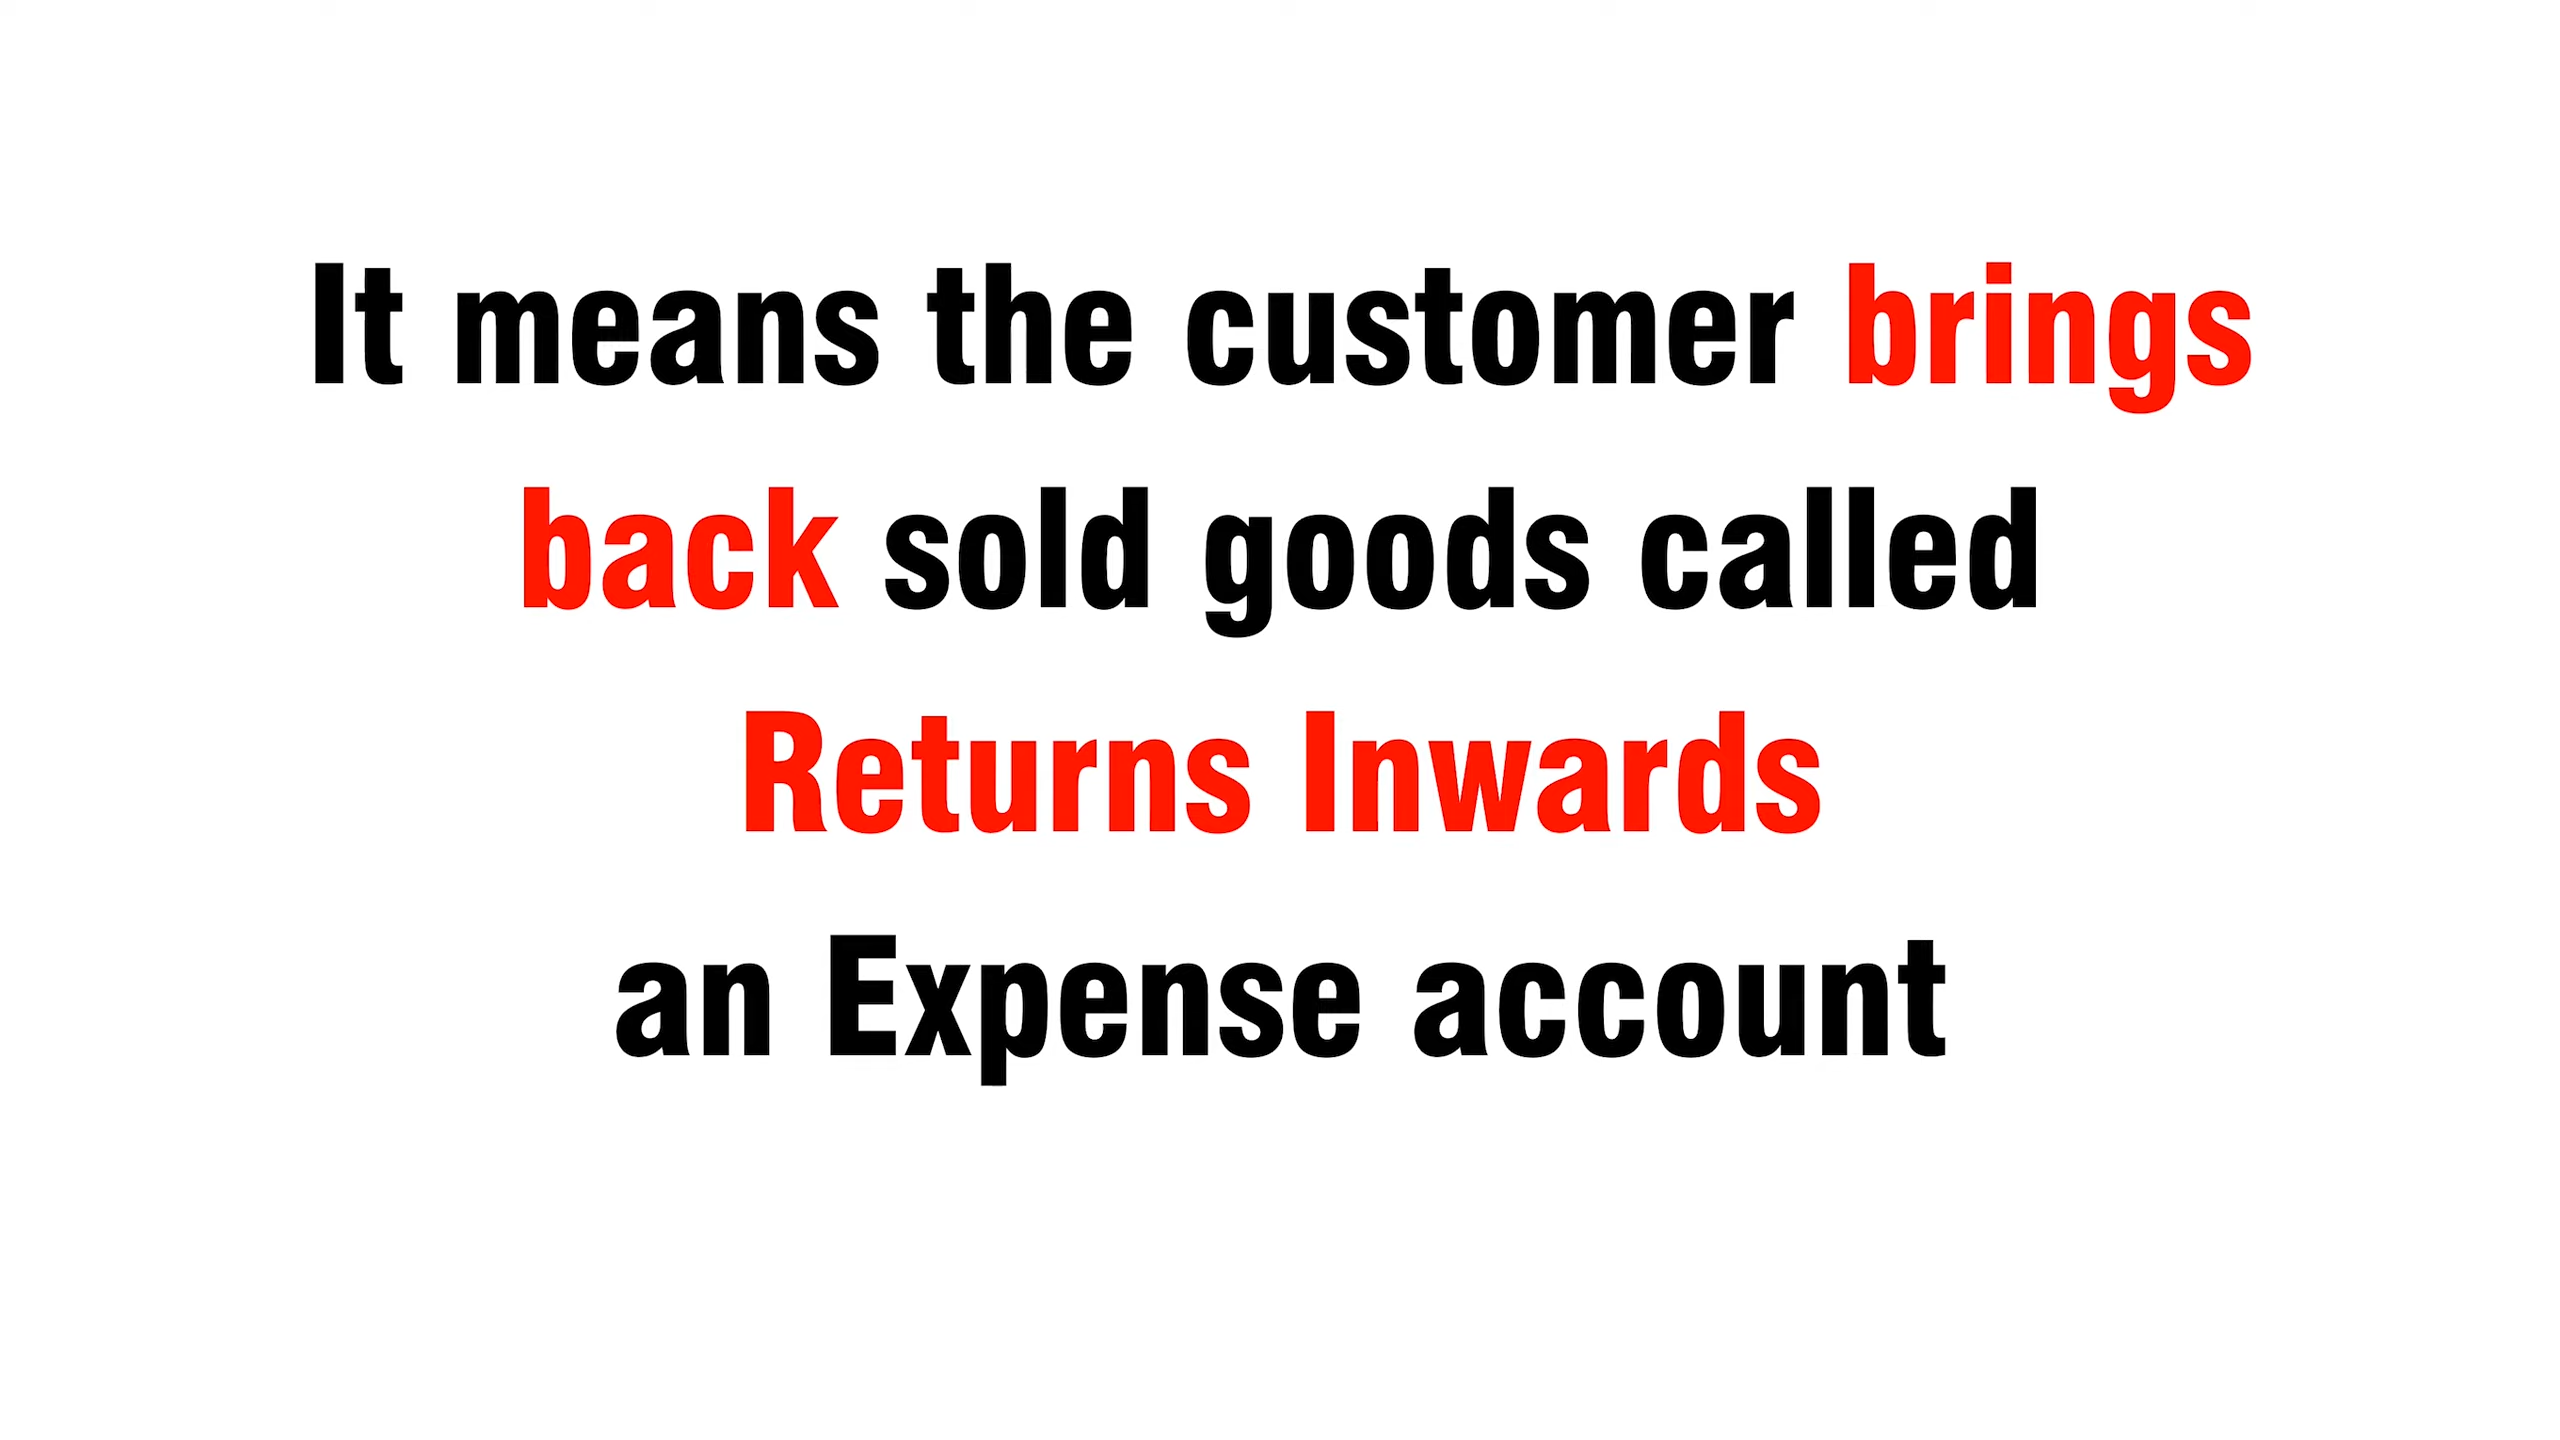 It means the customer brings
back sold goods called
Returns Inwards
an Expense account